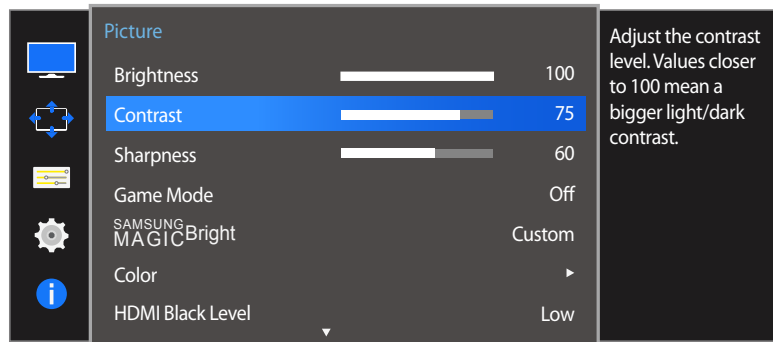 Picture
Brightness 100
Contrast 75
Sharpness 60
Game Mode Off
SAMSUNG
MAGICBright Custom
Color
HDMI Black Level Low
Adjust the contrast
level. Values closer
to 100 mean a
bigger light/dark
contrast.